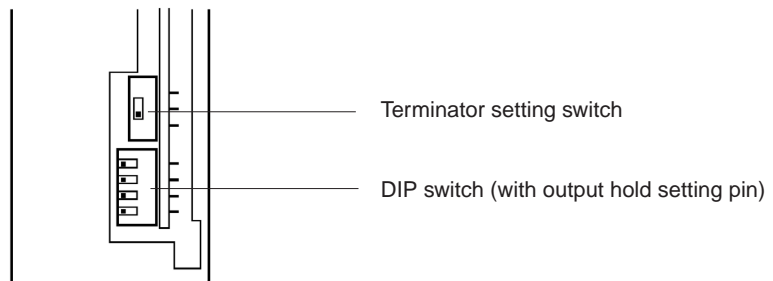 Terminator setting switch
DIP switch (with output hold setting pin)